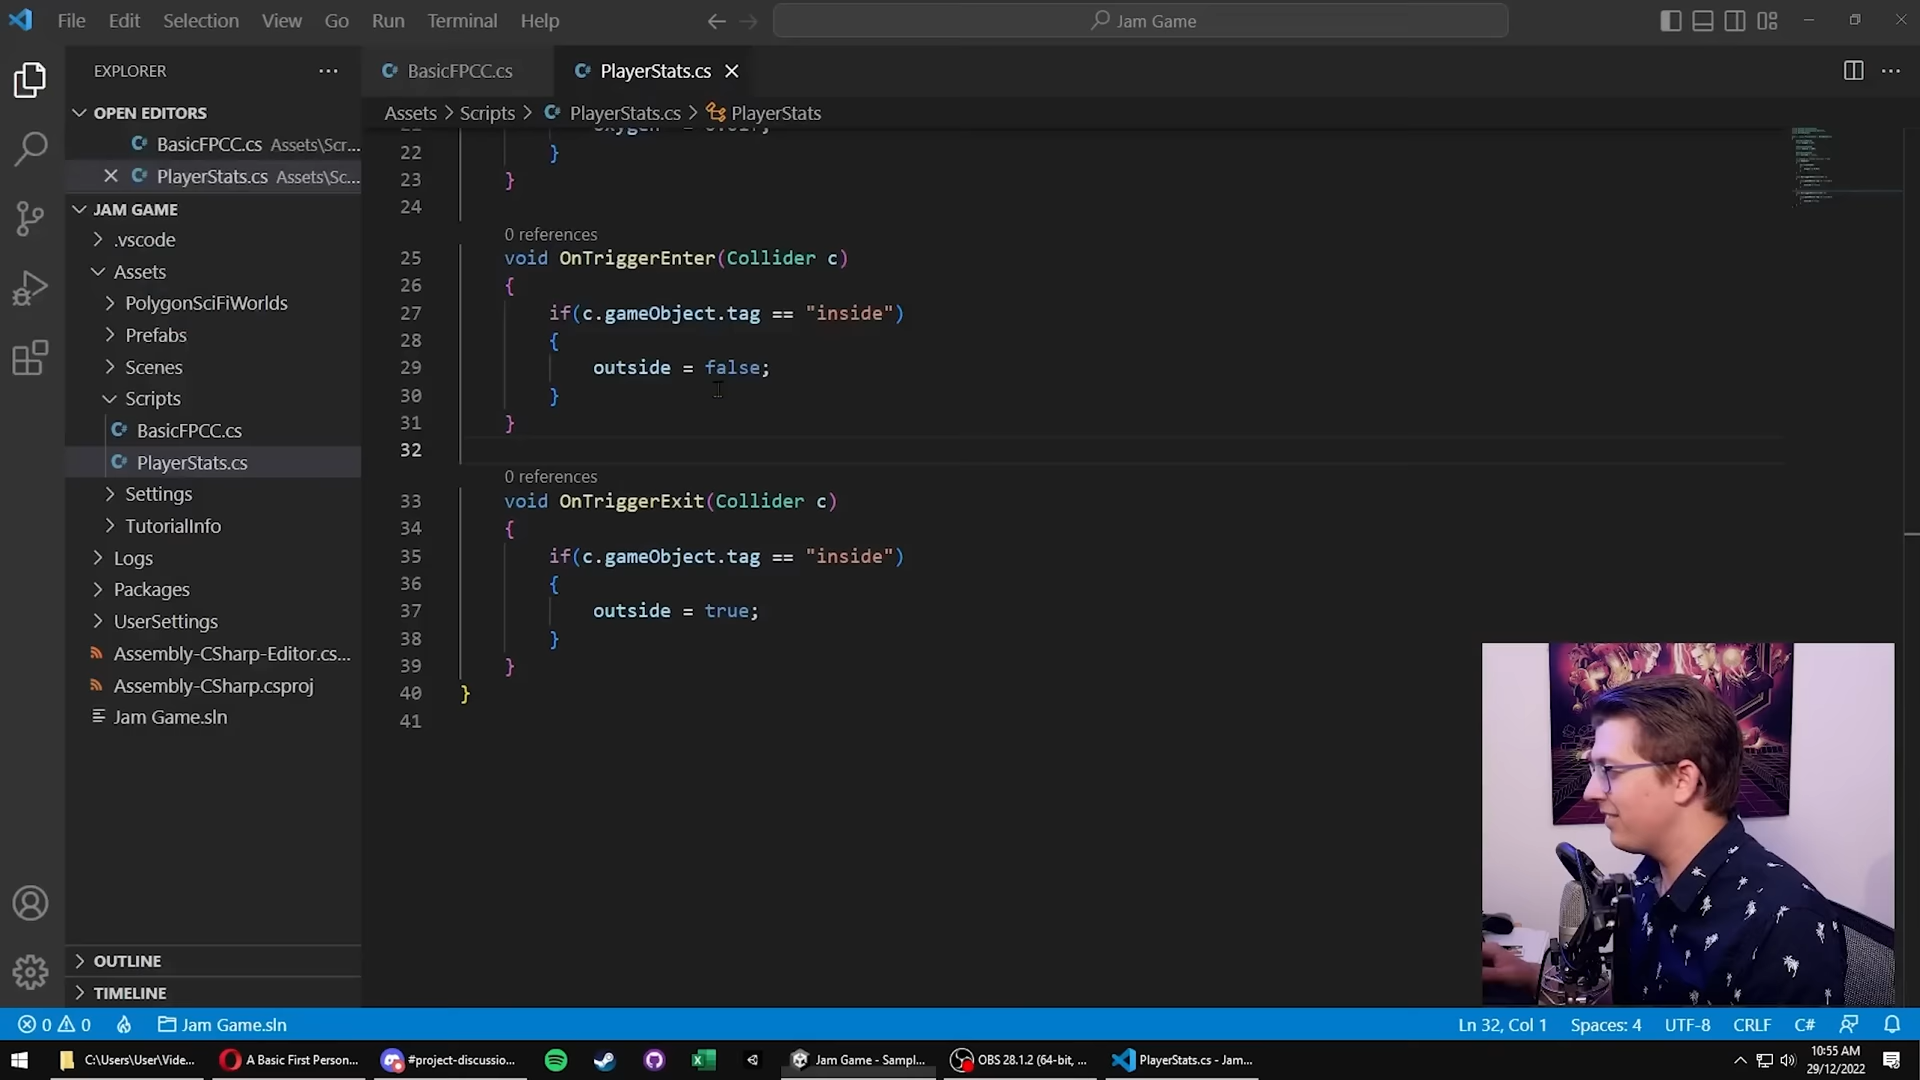 File Edit Selection View Go Run Terminal Help
Jam Game
EXPLORER
OPEN EDITORS
BasicFPCC.cs Assets\Scr...
PlayerStats.cs Assets\Sc...
JAM GAME
.vscode
Assets
PolygonSciFiWorlds
Prefabs
Scenes
Scripts
BasicFPCC.cs
PlayerStats.cs
Settings
TutorialInfo
Logs
Packages
UserSettings
Assembly-CSharp-Editor.cs...
Assembly-CSharp.csproj
Jam Game.sln
OUTLINE
TIMELINE
BasicFPCC.cs PlayerStats.cs
Assets > Scripts > PlayerStats.cs > PlayerStats
22 }
23 }
24
0 references
25 void OnTriggerEnter(Collider c)
26 {
27 if(c.gameObject.tag == "inside")
28 {
29 outside = false;
30 }
31 }
32
0 references
33 void OnTriggerExit(Collider c)
34 {
35 if(c.gameObject.tag == "inside")
36 {
37 outside = true;
38 }
39 }
40 }
41
0 0 Jam Game.sln Ln 32, Col 1 Spaces: 4 UTF-8 CRLF C#
C:\Users\User\Vide... A Basic First Person... #project-discussio... Jam Game - Sampl... OBS 28.1.2 (64-bit, ... PlayerStats.cs - Jam... 10:55 AM
29/12/2022